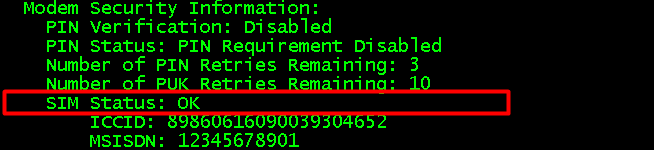 Modem Security Information:
PIN Verification: Disabled
PIN Status: PIN Requirement Disabled
Number of PIN Retries Remaining: 3
Number of PUK Retries Remaining: 10
SIM Status: OK
ICCID: 89860616090039304652
MSISDN: 12345678901